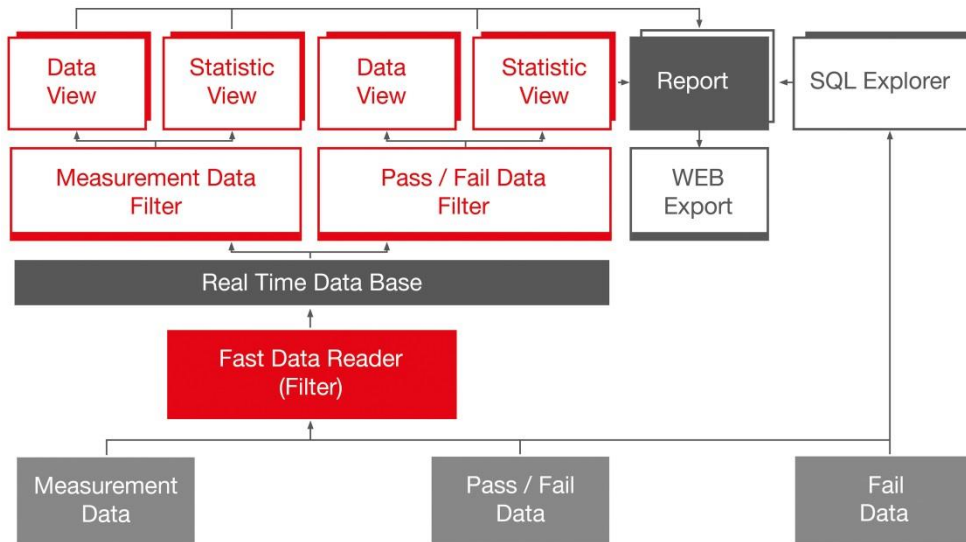 Data
View
Statistic
View
Data
View
Statistic
View
Report
SQL Explorer
Measurement Data
Filter
Pass / Fail Data
Filter
WEB
Export
Real Time Data Base
Fast Data Reader
(Filter)
Measurement
Data
Pass / Fail
Data
Fail
Data